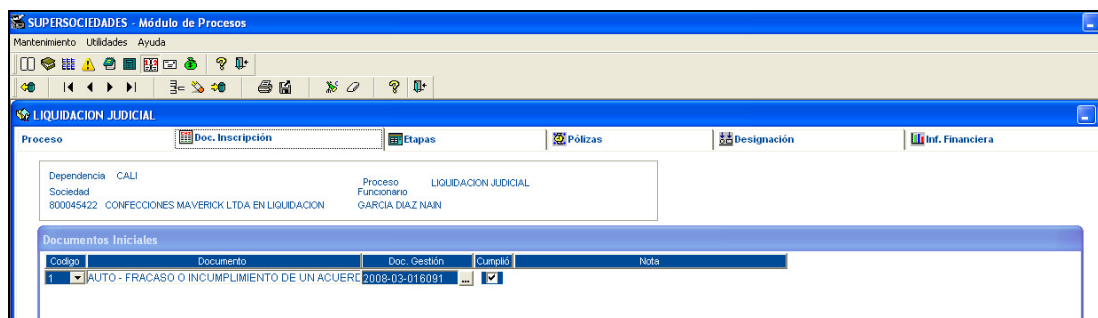 SUPERSOCIEDADES - Módulo de Procesos
Mantenimiento Utilidades Ayuda
LIQUIDACION JUDICIAL
Proceso Doc. Inscripción Etapas Pólizas Designación Inf. Financiera
Dependencia CALI
Proceso LIQUIDACION JUDICIAL
Sociedad Funcionario
800045422 CONFECCIONES MAVERICK LTDA EN LIQUIDACION GARCIA DIAZ NAIN
Documentos Iniciales
Codigo Documento Doc. Gestión Cumplió Nota
1 AUTO - FRACASO O INCUMPLIMIENTO DE UN ACUERD 2008-03-016091 ...